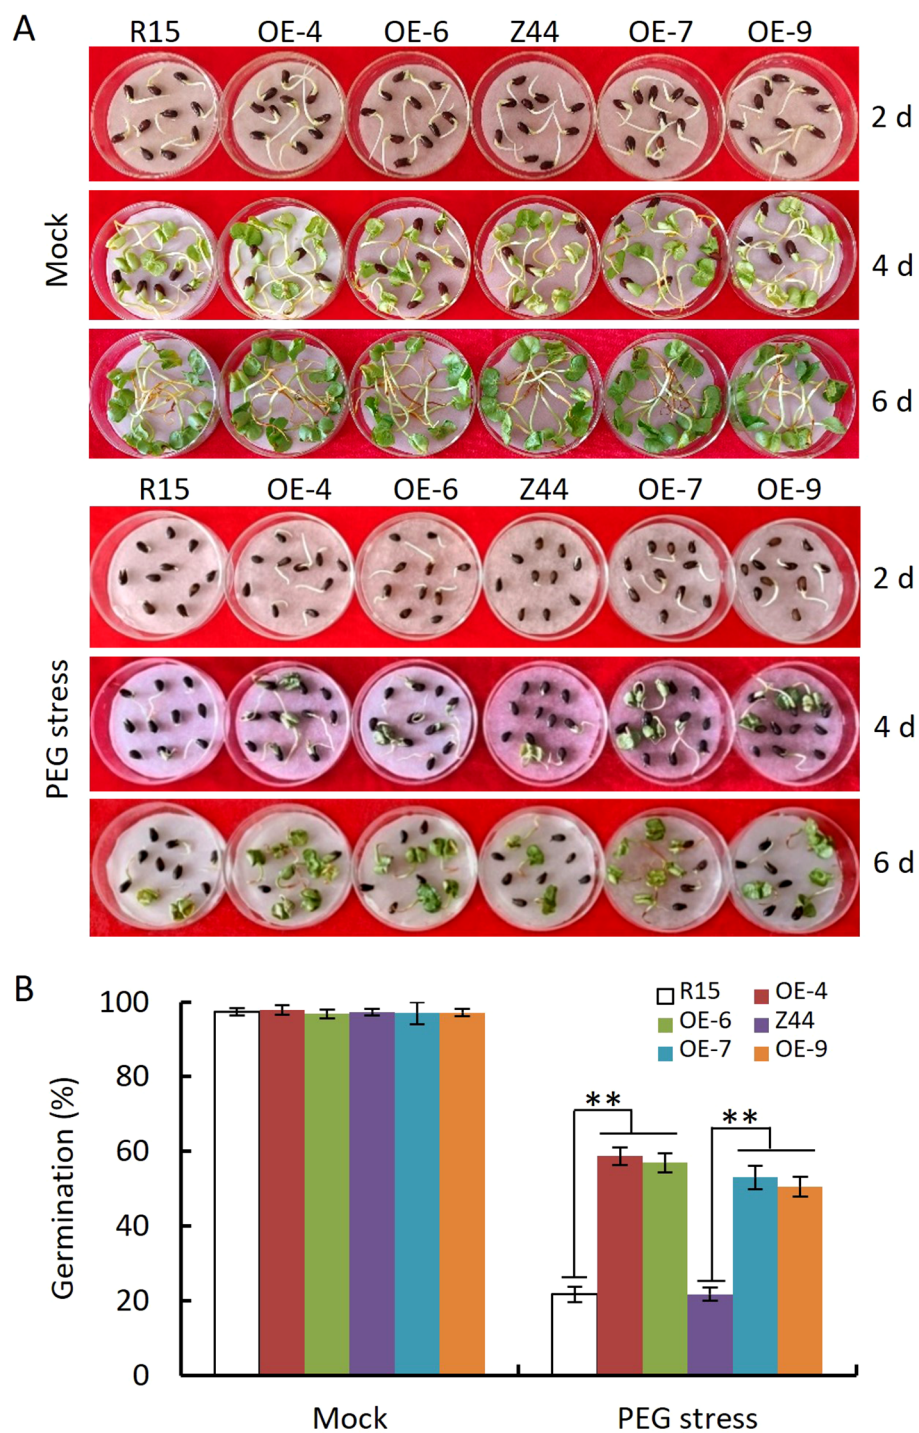 A
R15 OE-4 OE-6 Z44 OE-7 OE-9
2 d
Mock
4 d
6 d
R15 OE-4 OE-6 Z44 OE-7 OE-9
2 d
PEG stress
4 d
6 d
B
Germination (%)
100
80
60
40
20
0
R15 OE-4
OE-6 Z44
OE-7 OE-9
** **
Mock PEG stress